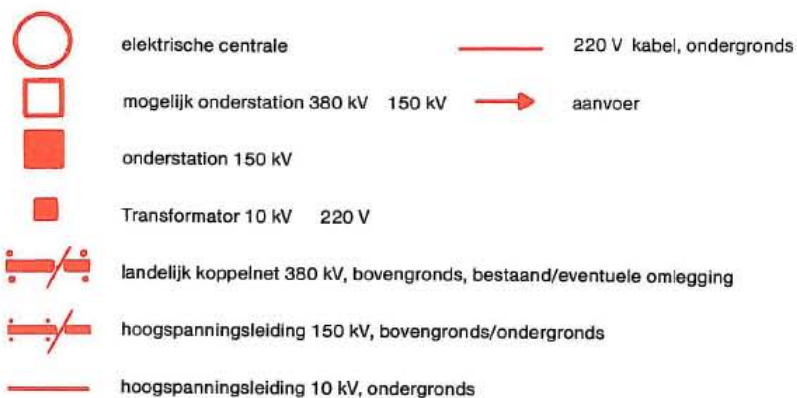 elektrische centrale
220 V kabel, ondergronds
mogelijk onderstation 380 kV 150 kV
aanvoer
onderstation 150 kV
Transformator 10 kV 220 V
landelijk koppelnet 380 kV, bovengronds, bestaand/eventuele omlegging
hoogspanningsleiding 150 kV, bovengronds/ondergronds
hoogspanningsleiding 10 kV, ondergronds